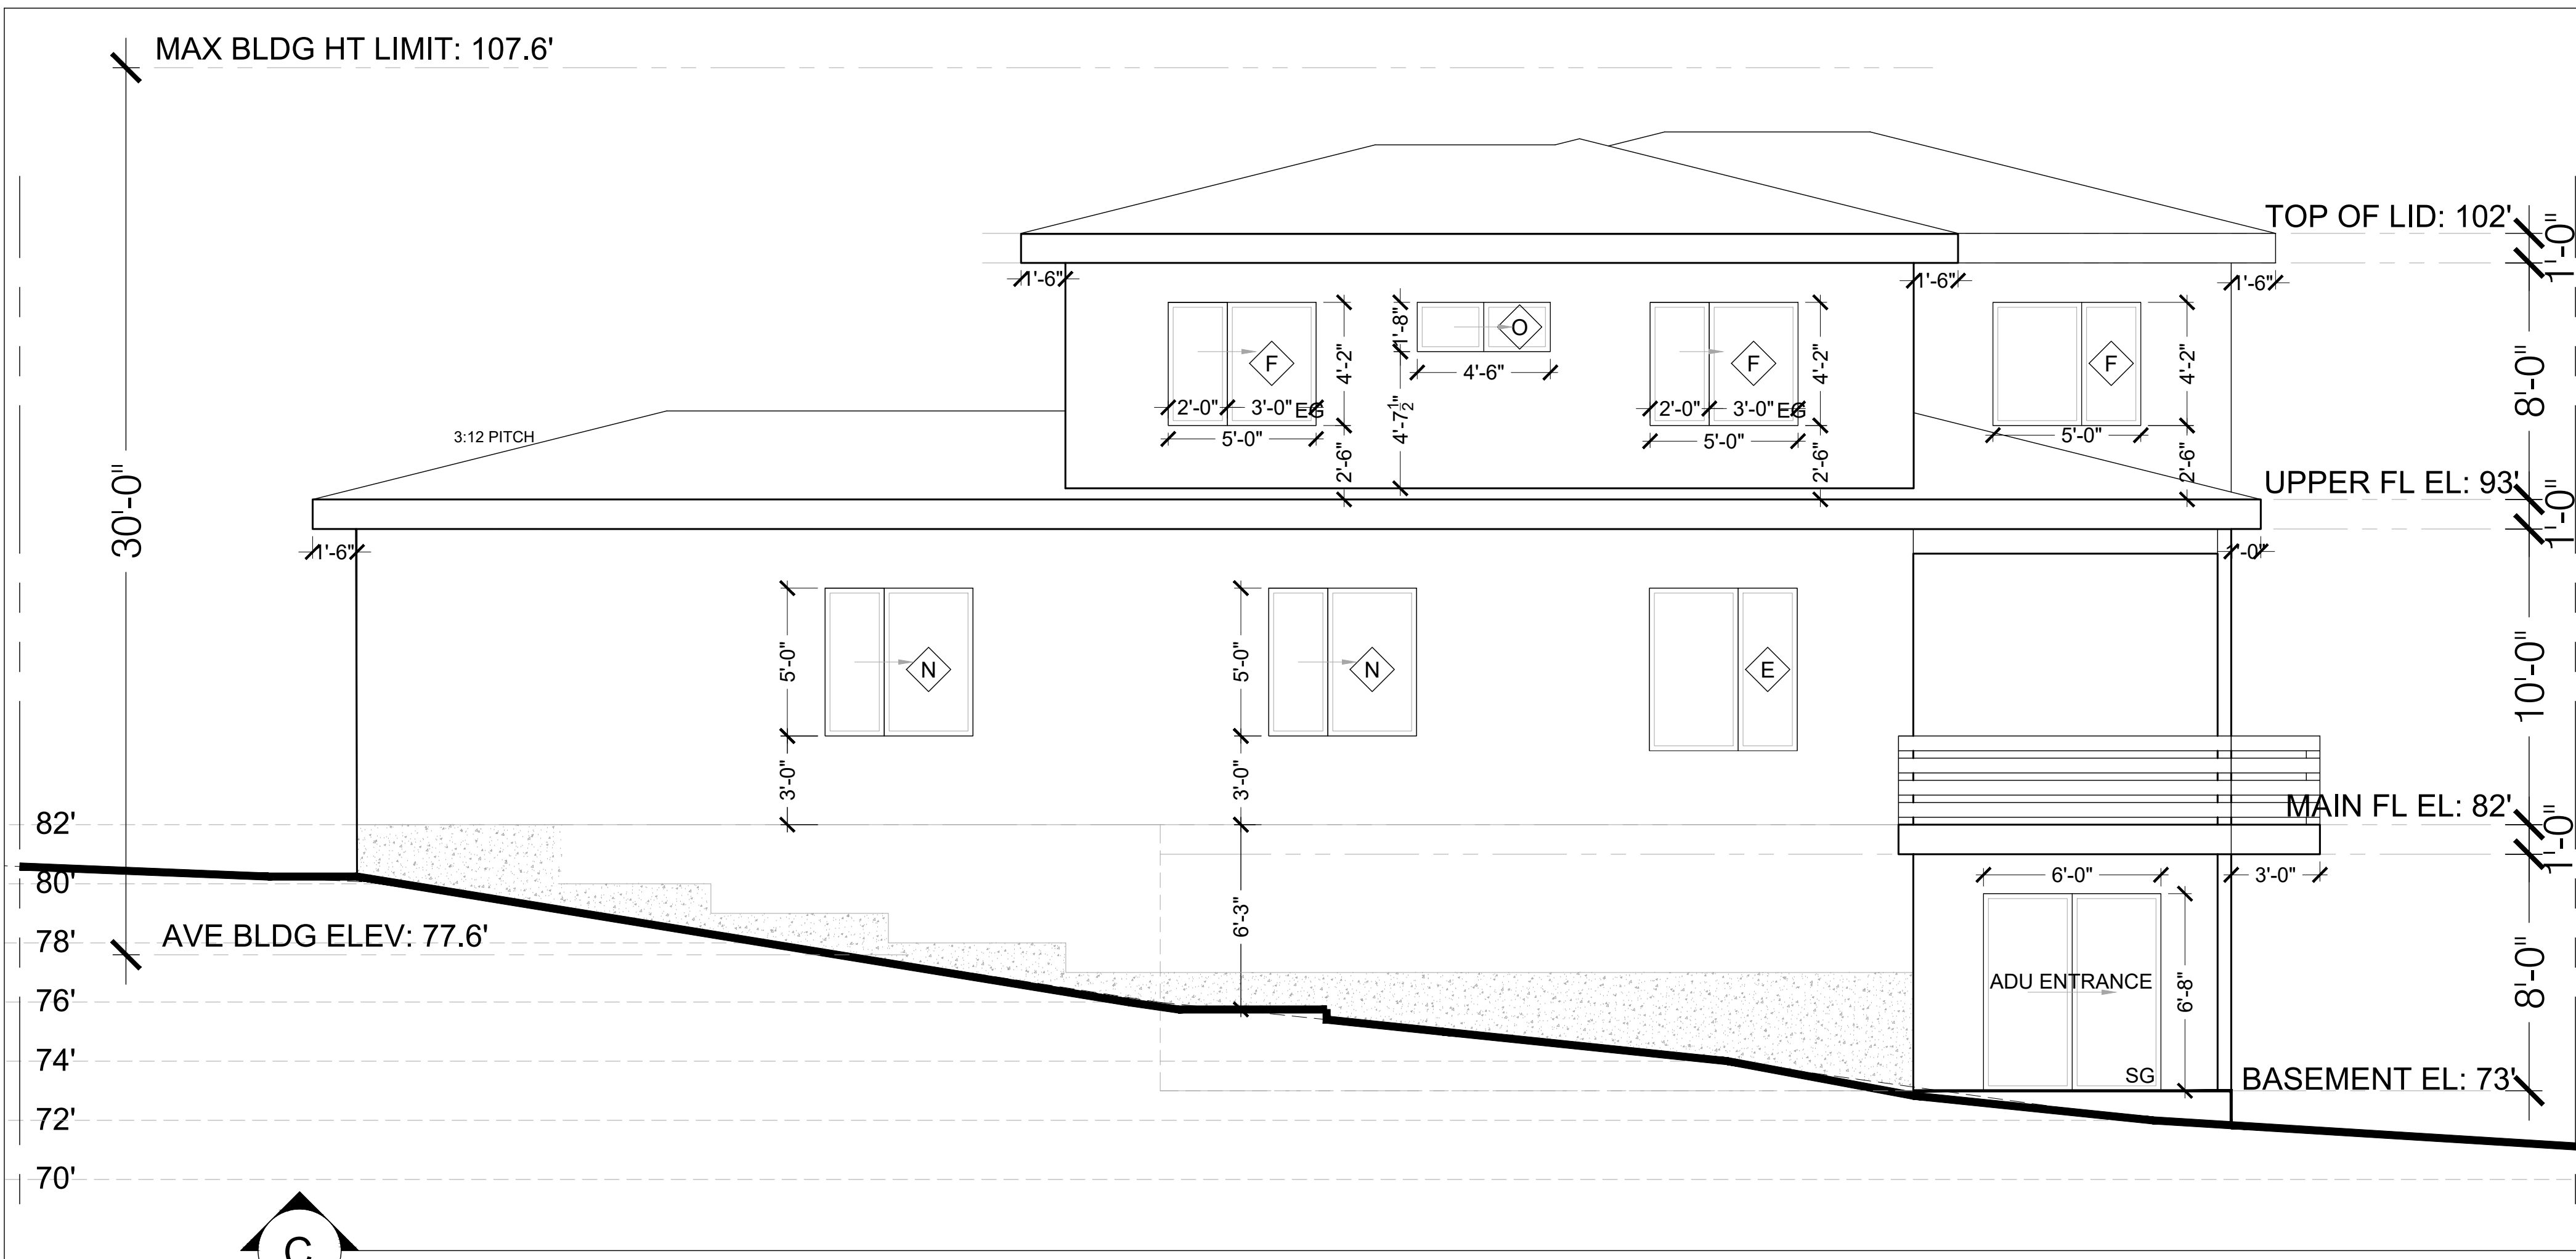 MAX BLDG HT LIMIT: 107.6'
TOP OF LID: 102'
1'-0"
1'-6"
1'-6"
1'-6"
F
4'-2"
2'-0"
3'-0"
EG
5'-0"
2'-6"
1'-8"
O
4'-6"
4'-7 1/2"
F
4'-2"
2'-0"
3'-0"
EG
5'-0"
2'-6"
F
4'-2"
5'-0"
2'-6"
8'-0"
3:12 PITCH
30'-0"
UPPER FL EL: 93'
1'-0"
1'-6"
1'-0"
5'-0"
N
3'-0"
5'-0"
N
3'-0"
E
10'-0"
82'
MAIN FL EL: 82'
1'-0"
80'
6'-0"
3'-0"
6'-3"
78'
AVE BLDG ELEV: 77.6'
76'
ADU ENTRANCE
6'-8"
8'-0"
74'
SG
BASEMENT EL: 73'
72'
70'
C